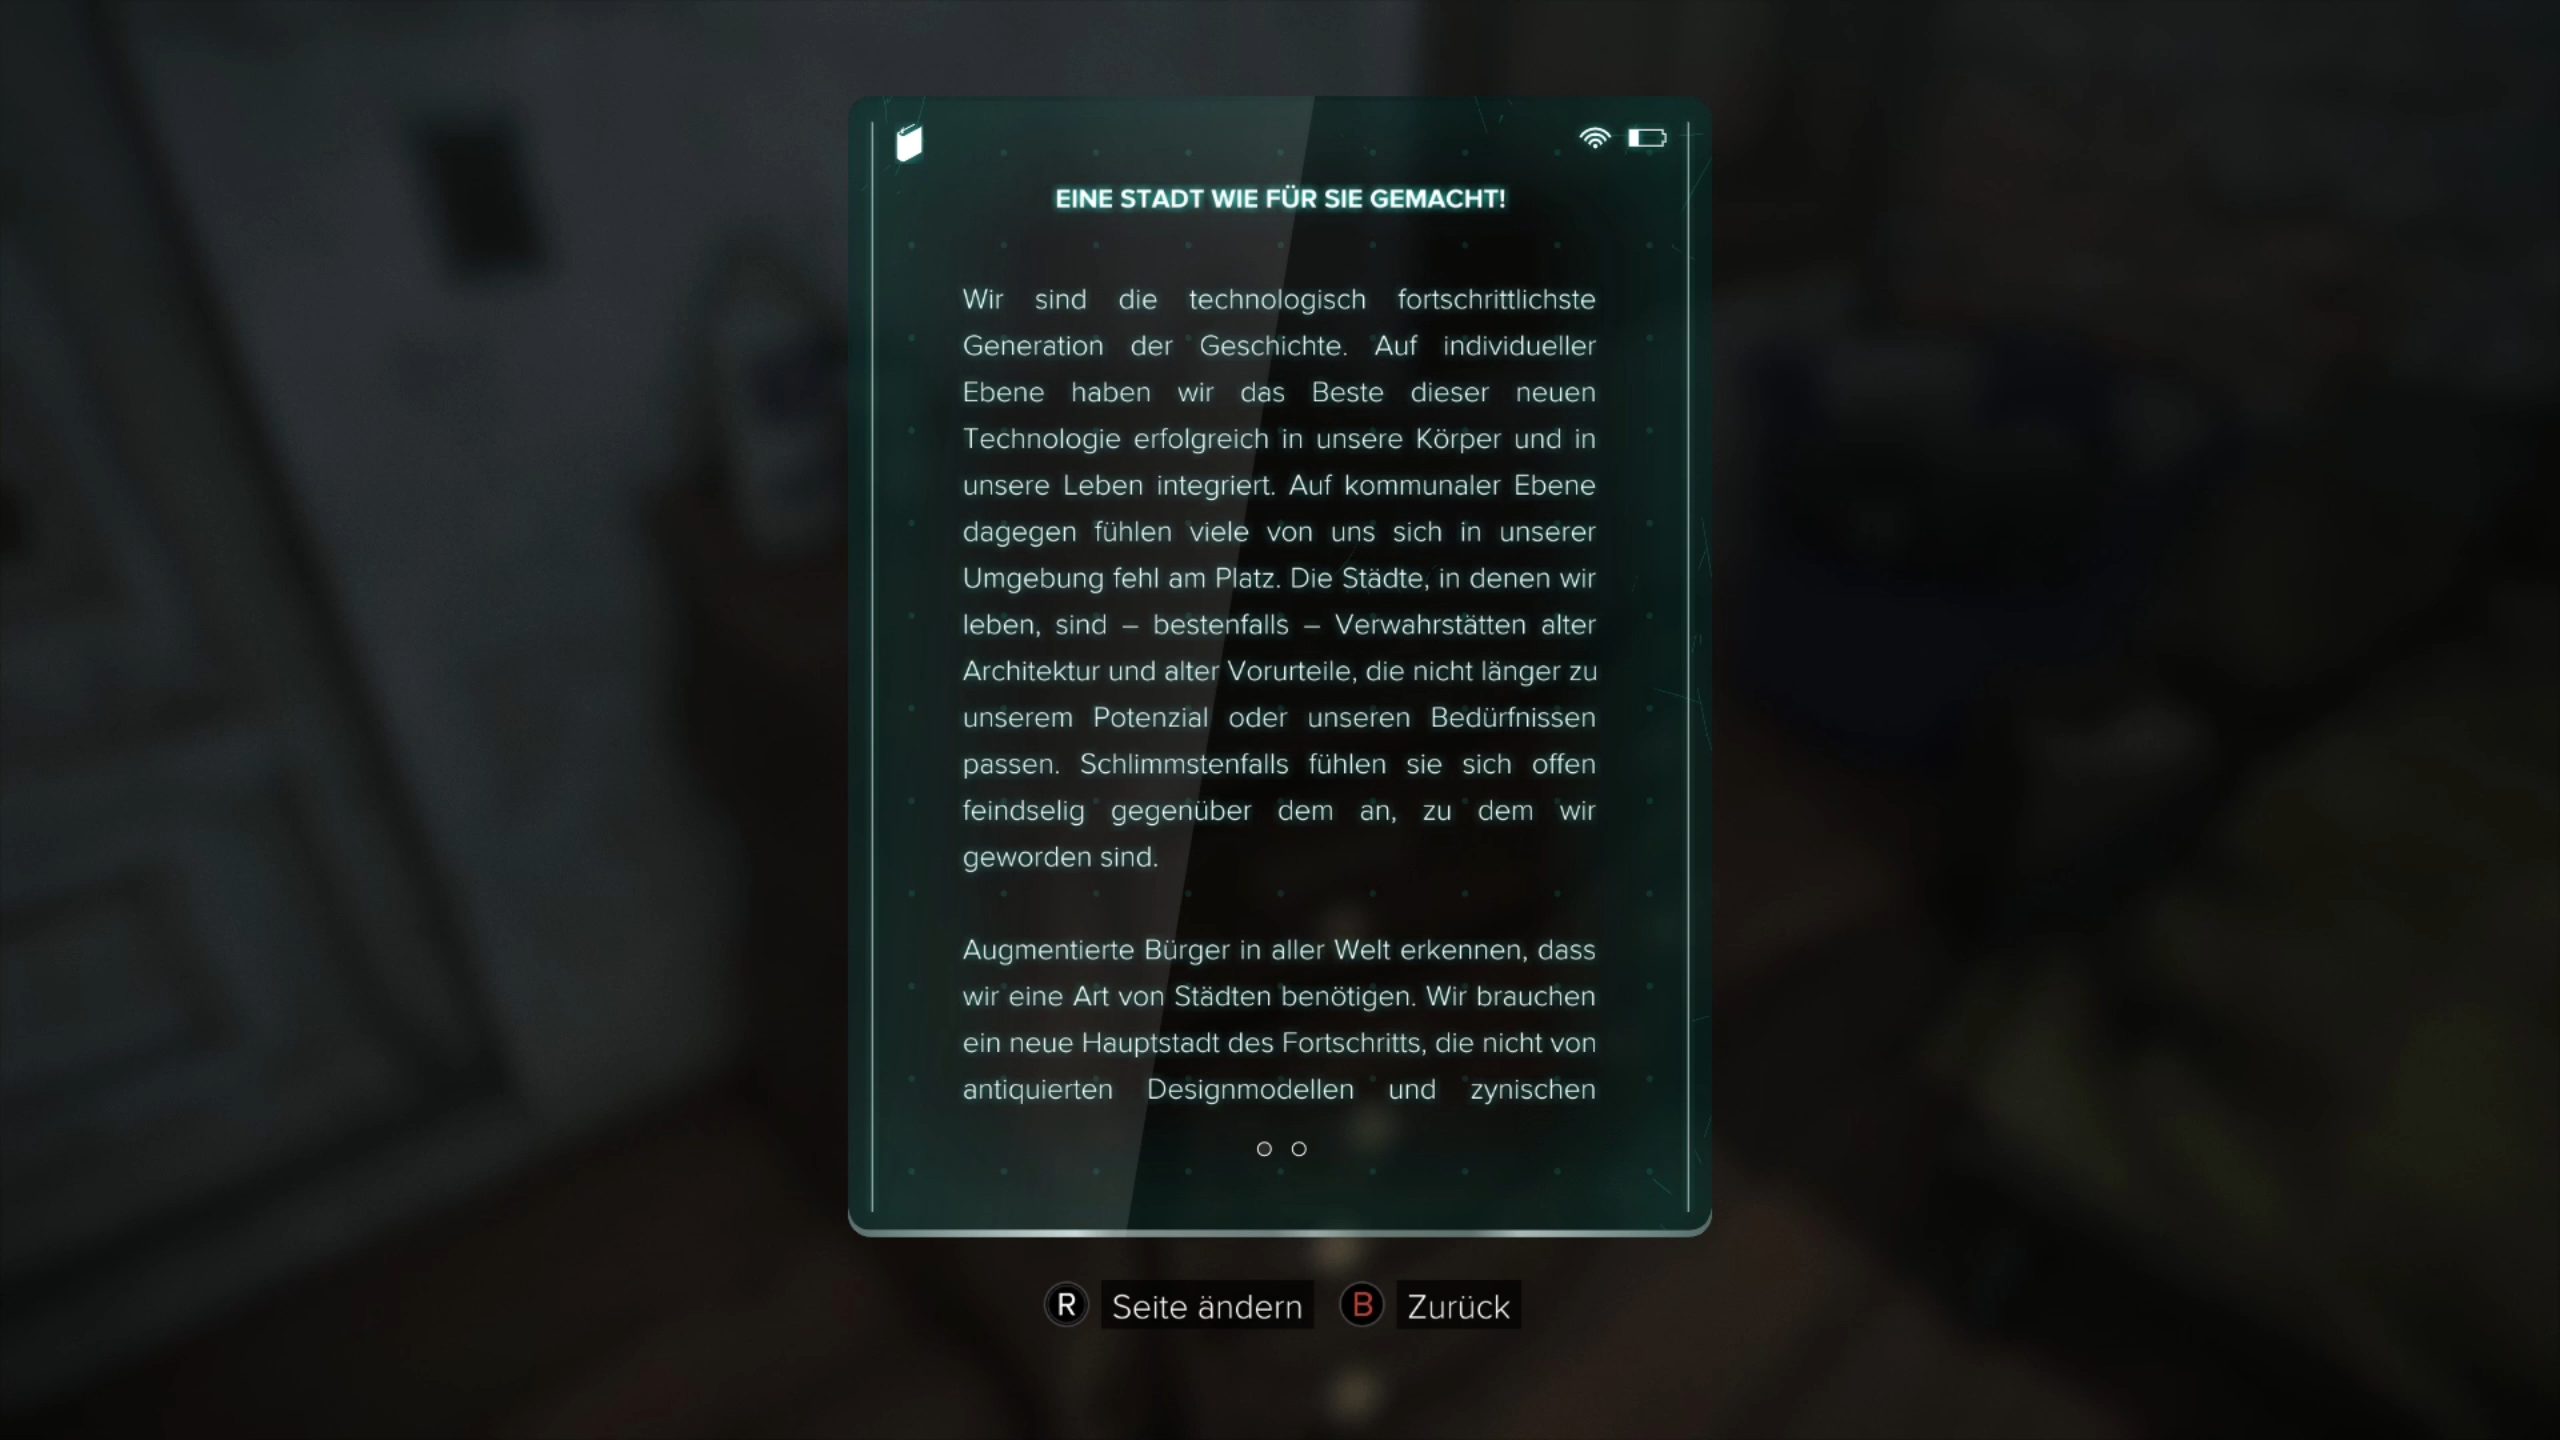 EINE STADT WIE FÜR SIE GEMACHT!
Wir sind die technologisch fortschrittlichste
Generation der Geschichte. Auf individueller
Ebene haben wir das Beste dieser neuen
Technologie erfolgreich in unsere Körper und in
unsere Leben integriert. Auf kommunaler Ebene
dagegen fühlen viele von uns sich in unserer
Umgebung fehl am Platz. Die Städte, in denen wir
leben, sind – bestenfalls – Verwahrstätten alter
Architektur und alter Vorurteile, die nicht länger zu
unserem Potenzial oder unseren Bedürfnissen
passen. Schlimmstenfalls fühlen sie sich offen
feindselig gegenüber dem an, zu dem wir
geworden sind.
Augmentierte Bürger in aller Welt erkennen, dass
wir eine Art von Städten benötigen. Wir brauchen
ein neue Hauptstadt des Fortschritts, die nicht von
antiquierten Designmodellen und zynischen
R Seite ändern B Zurück